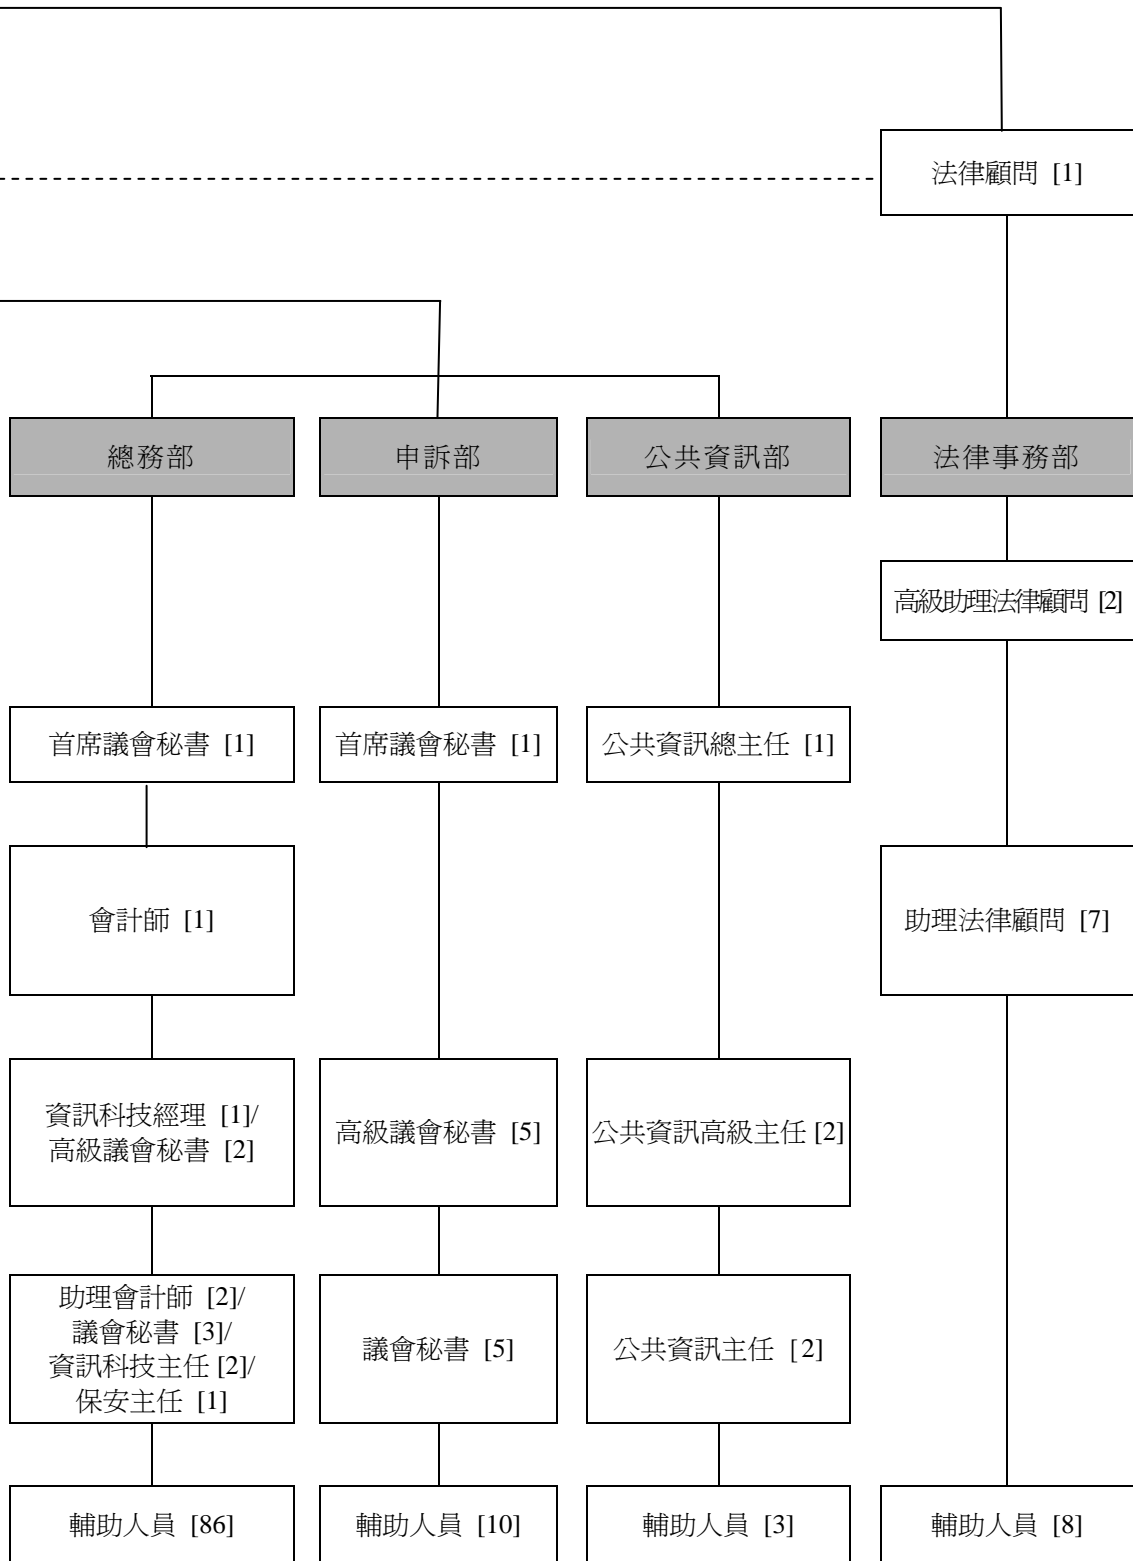 法律顧問 [1]
總務部
申訴部
公共資訊部
法律事務部
高級助理法律顧問 [2]
首席議會秘書 [1]
首席議會秘書 [1]
公共資訊總主任 [1]
會計師 [1]
助理法律顧問 [7]
資訊科技經理 [1]/
高級議會秘書 [2]
高級議會秘書 [5]
公共資訊高級主任 [2]
助理會計師 [2]/
議會秘書 [3]/
資訊科技主任 [2]/
保安主任 [1]
議會秘書 [5]
公共資訊主任 [2]
輔助人員 [86]
輔助人員 [10]
輔助人員 [3]
輔助人員 [8]